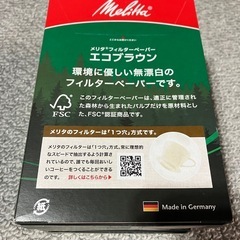 Melitta
メリタ®フィルターペーパー
エコブラウン
環境に優しい無漂白の
フィルターペーパーです。
FSC
このフィルターペーパーは、適正に管理され
た森林から生まれたパルプだけを原材料とし
た、FSC®認証商品です。
メリタのフィルターは「1つ穴」方式です。
メリタのフィルターは「1つ穴」方式。常に理想的
なスピードで抽出するよう計算さ
れているので、誰でも毎回おいし
いコーヒーをつくることができる
のです。
詳しくはこちらから▶
紙
Made in Germany